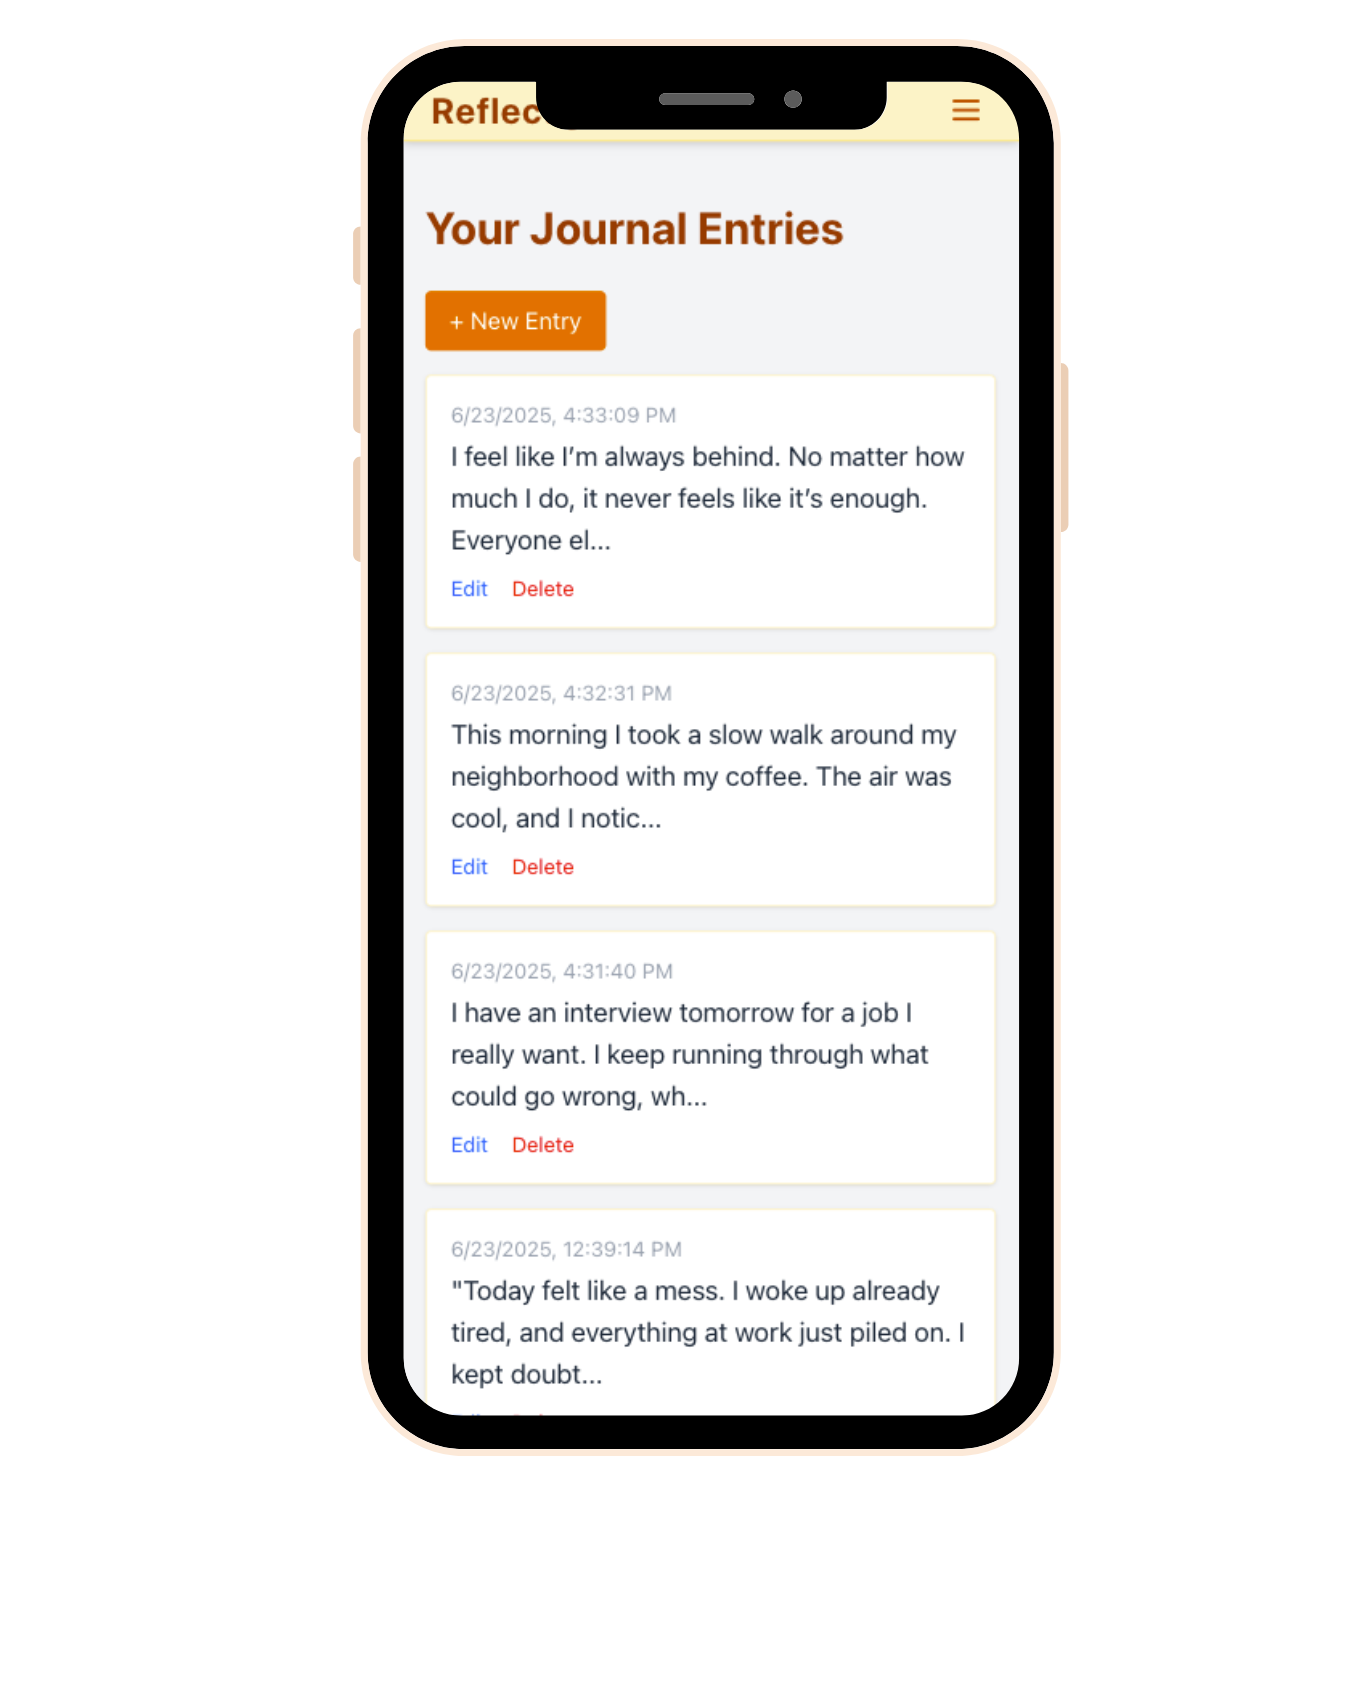 Reflec
Your Journal Entries
+ New Entry
6/23/2025, 4:33:09 PM
I feel like I’m always behind. No matter how
much I do, it never feels like it’s enough.
Everyone el...
Edit Delete
6/23/2025, 4:32:31 PM
This morning I took a slow walk around my
neighborhood with my coffee. The air was
cool, and I notic...
Edit Delete
6/23/2025, 4:31:40 PM
I have an interview tomorrow for a job I
really want. I keep running through what
could go wrong, wh...
Edit Delete
6/23/2025, 12:39:14 PM
"Today felt like a mess. I woke up already
tired, and everything at work just piled on. I
kept doubt...